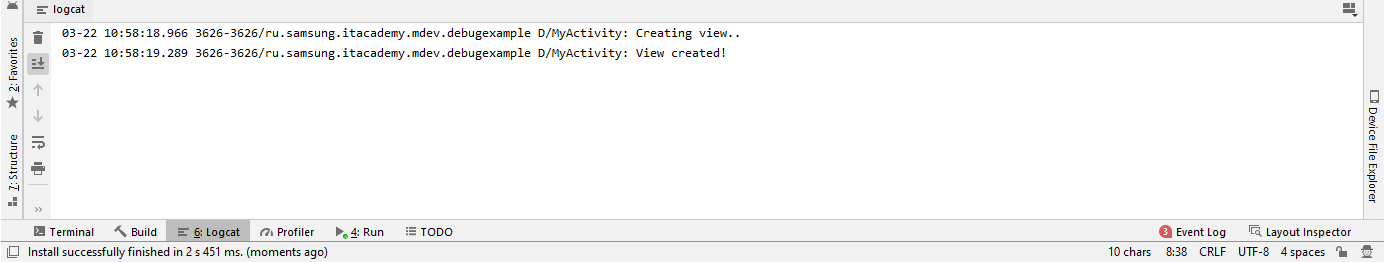 logcat
03-22 10:58:18.966 3626-3626/ru.samsung.itacademy.mdev.debugexample D/MyActivity: Creating view..
03-22 10:58:19.289 3626-3626/ru.samsung.itacademy.mdev.debugexample D/MyActivity: View created!
2: Favorites
7: Structure
Device File Explorer
Terminal Build 6: Logcat Profiler 4: Run TODO 3 Event Log Layout Inspector
Install successfully finished in 2 s 451 ms. (moments ago) 10 chars 8:38 CRLF UTF-8 4 spaces